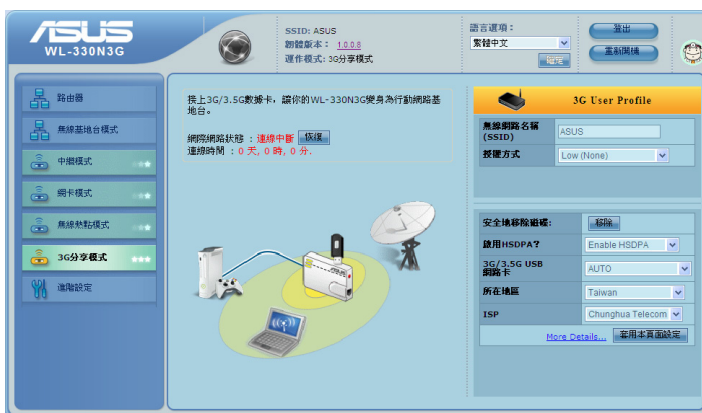 ASUS
WL-330N3G
SSID: ASUS
韌體版本： 1.0.0.8
運作模式: 3G分享模式
語言選項：
繁體中文
設定
登出
重新開機
路由器
無線基地台模式
中繼模式
網卡模式
無線熱點模式
3G分享模式
進階設定
接上3G/3.5G數據卡，讓你的WL-330N3G變身為行動網路基
地台。
網際網路狀態 ：連線中斷 恢復
連線時間 ：0 天, 0 時, 0 分.
ASUS
3G User Profile
無線網路名稱
(SSID)
ASUS
授權方式
Low (None)
安全地移除磁碟:
移除
啟用HSDPA?
Enable HSDPA
3G/3.5G USB
網路卡
AUTO
所在地區
Taiwan
ISP
Chunghua Telecom
More Details... 套用本頁面設定